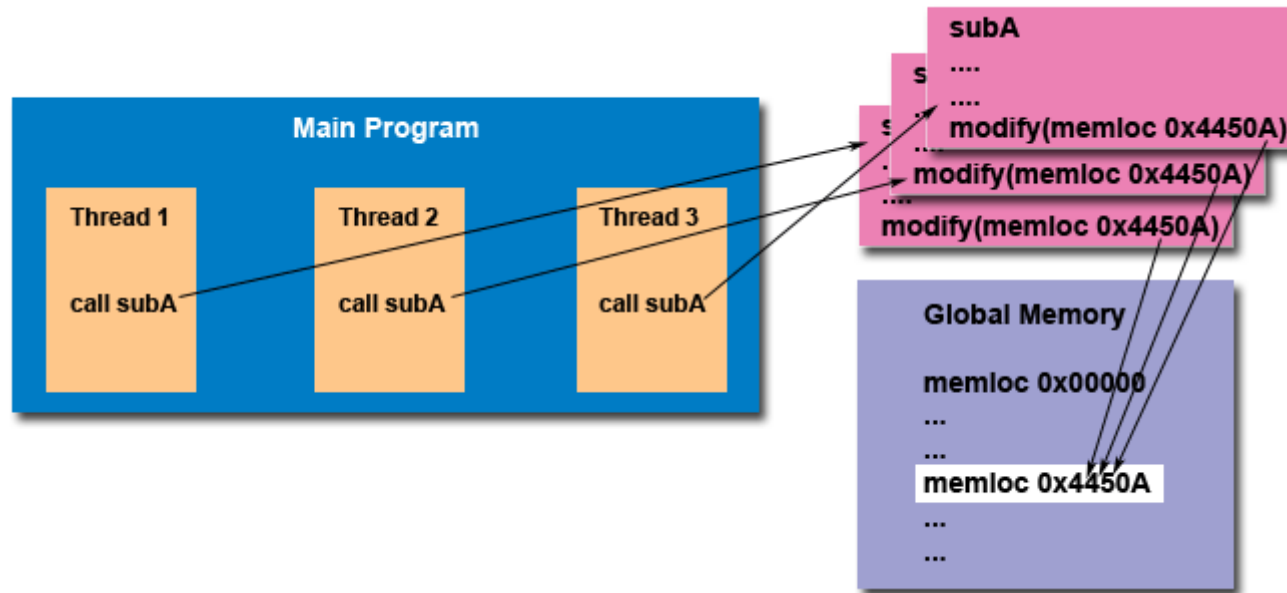 Main Program
Thread 1
call subA
Thread 2
call subA
Thread 3
call subA
subA
....
....
modify(memloc 0x4450A)
s
....
modify(memloc 0x4450A)
s
....
modify(memloc 0x4450A)
Global Memory
memloc 0x00000
...
...
memloc 0x4450A
...
...